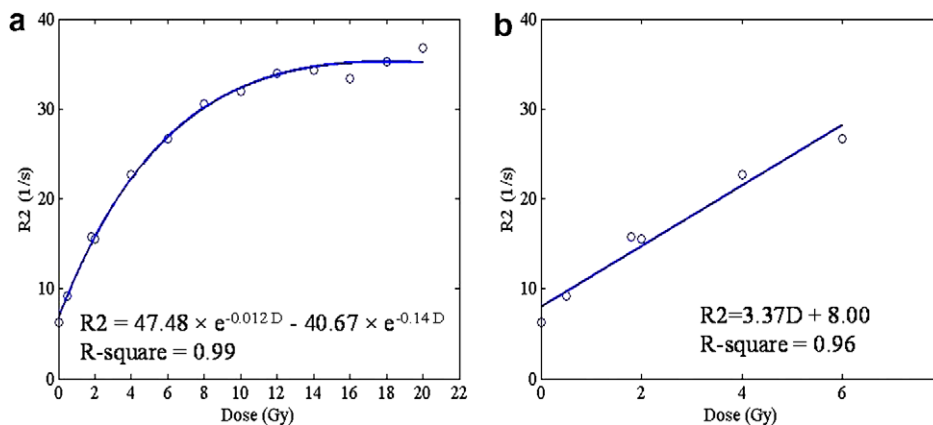 a
40
30
20
10
0
R2 (1/s)
R2 = 47.48 × e^-0.012 D - 40.67 × e^-0.14 D
R-square = 0.99
0 2 4 6 8 10 12 14 16 18 20 22
Dose (Gy)
b
40
30
20
10
0
R2 (1/s)
R2=3.37D + 8.00
R-square = 0.96
0 2 4 6
Dose (Gy)